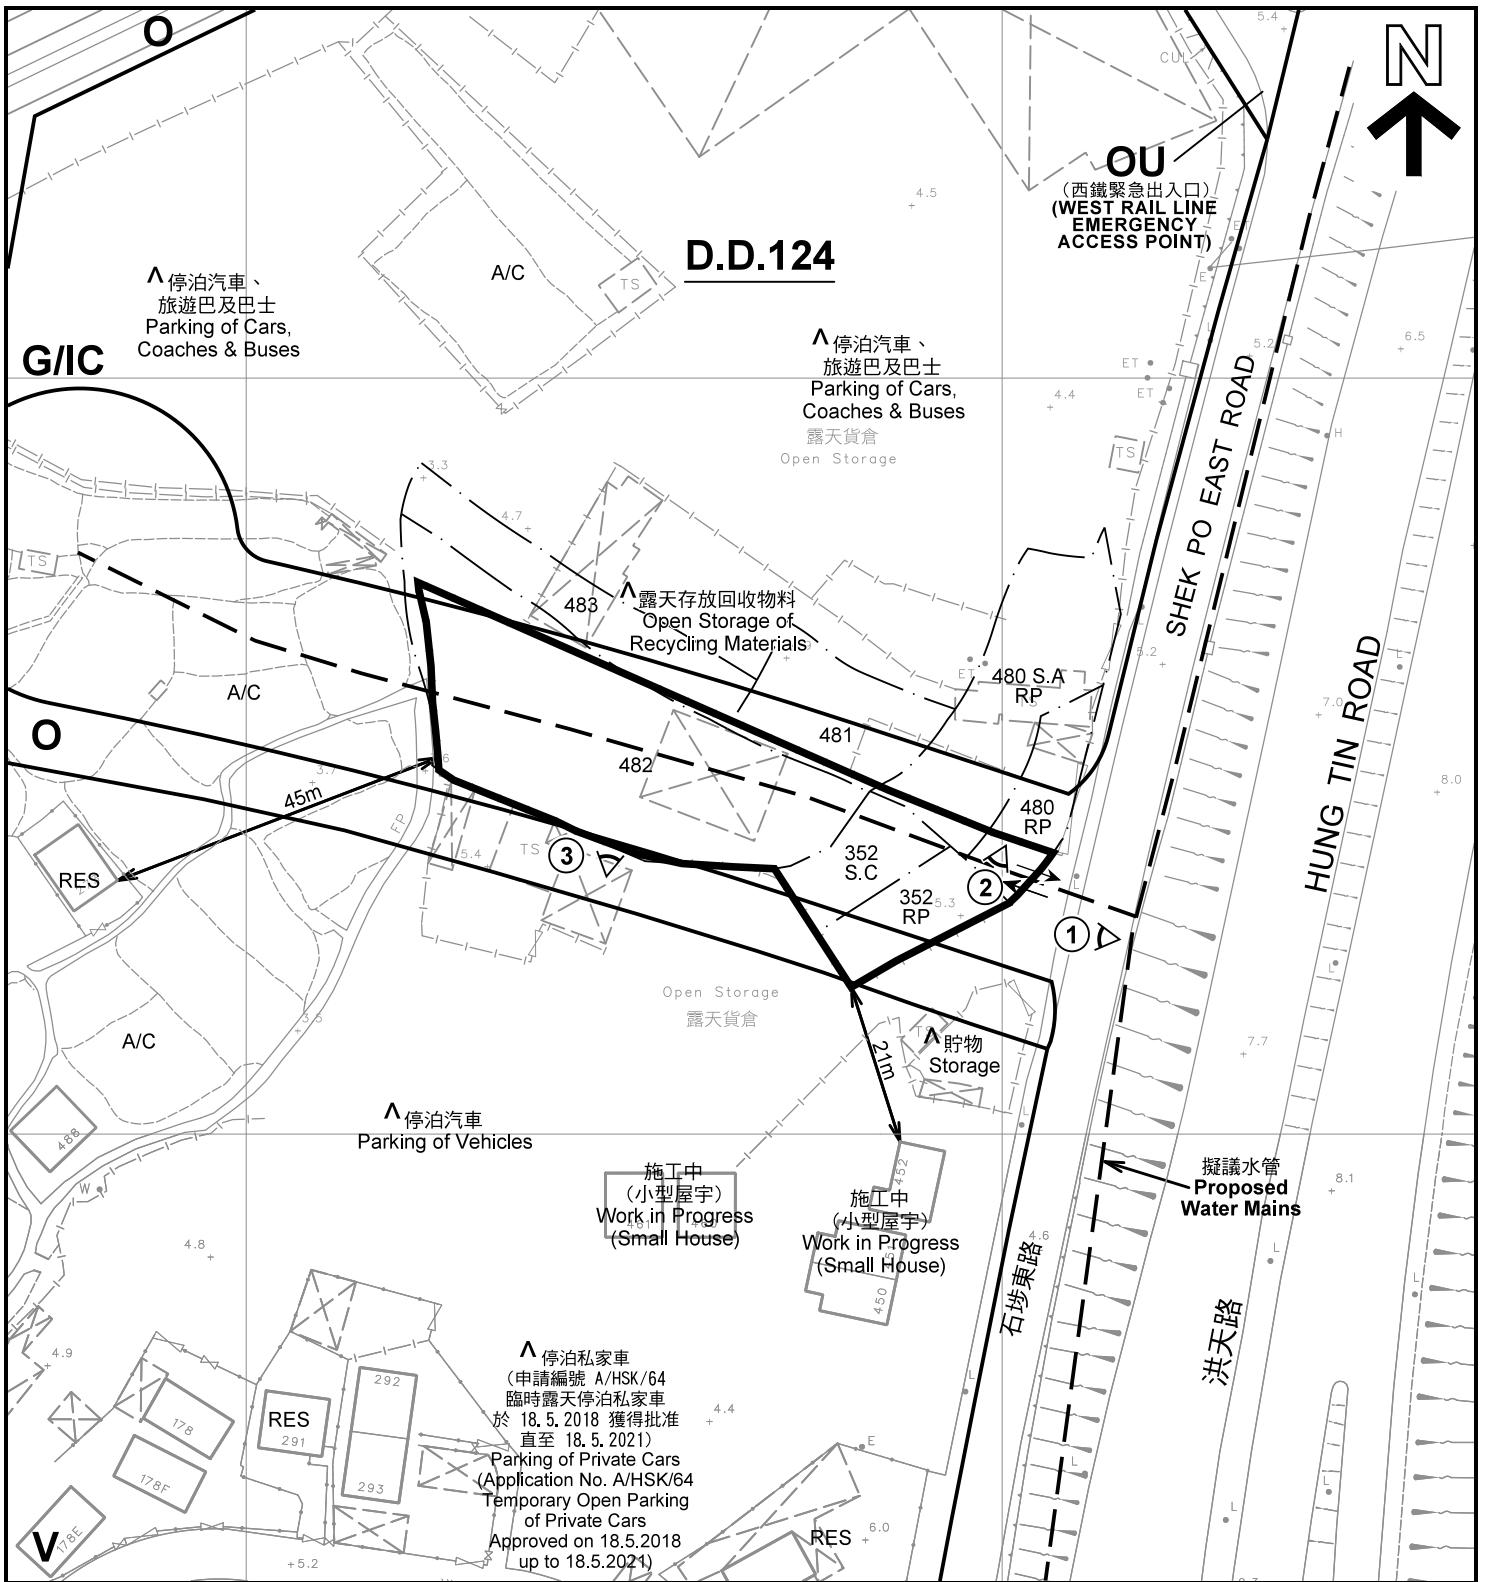 O
5.4
CUL
N
OU
(西鐵緊急出入口)
(WEST RAIL LINE
EMERGENCY
ACCESS POINT)
4.5
D.D.124
ET
E
A/C
TS
^ 停泊汽車、
旅遊巴及巴士
Parking of Cars,
Coaches & Buses
G/IC
^ 停泊汽車、
旅遊巴及巴士
Parking of Cars,
Coaches & Buses
露天貨倉
Open Storage
L
5.2
6.5
ET
ET
4.4
H
TS
SHEK PO EAST ROAD
3.3
4.7
TS
483
^ 露天存放回收物料
Open Storage of
Recycling Materials
ET
480 S.A
RP
TS
5.2
L
7.0
HUNG TIN ROAD
A/C
O
481
482
3.7
45m
8.0
480
RP
FP
5.4
TS
3
352
S.C
352
RP
5.3
2
L
1
RES
L
Open Storage
露天貨倉
3.5
A/C
TS
^ 貯物
Storage
21m
7.7
L
^ 停泊汽車
Parking of Vehicles
488
W
施工中
(小型屋宇)
Work in Progress
(Small House)
461
452
施工中
(小型屋宇)
Work in Progress
(Small House)
451
450
擬議水管
Proposed
Water Mains
8.1
4.8
4.6
L
L
石埗東路
洪天路
4.9
^ 停泊私家車
(申請編號 A/HSK/64
臨時露天停泊私家車
於 18.5.2018 獲得批准
直至 18.5.2021)
Parking of Private Cars
(Application No. A/HSK/64
Temporary Open Parking
of Private Cars
Approved on 18.5.2018
up to 18.5.2021)
4.4
L
292
RES
291
178
178F
293
E
L
L
L
178E
V
5.2
RES
6.0